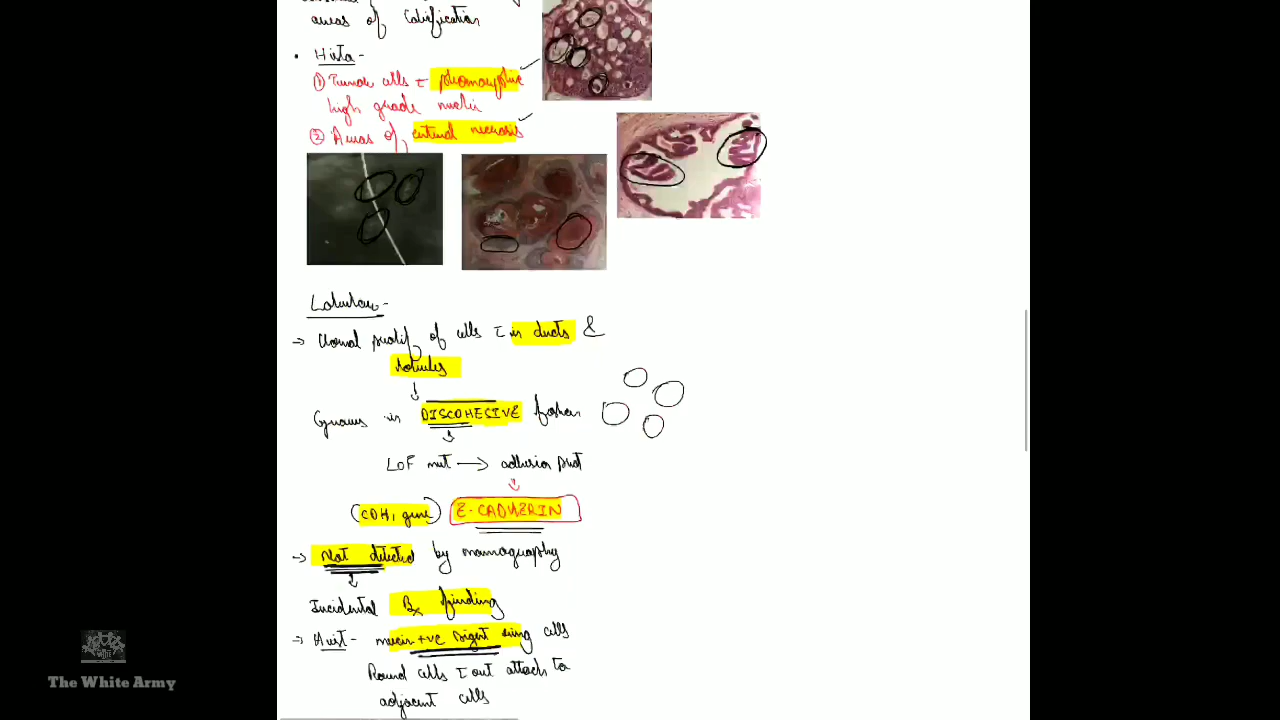 areas of calcification
• Histo -
① Tumor cells c̄ pleomorphic
high grade nuclei
② Areas of central necrosis
Lobular -
→ Clonal prolif of cells c̄ in ducts &
lobules
↓
Grows in DISCOHESIVE fashion
↓
LOF mut → adhesion prot
↓
(CDH1 gene) E-CADHERIN
→ Not detected by mamography
↓
Incidental Bx finding
→ Hist - mucin +ve signet ring cells
Round cells c̄ out attach to
adjacent cells
The White Army